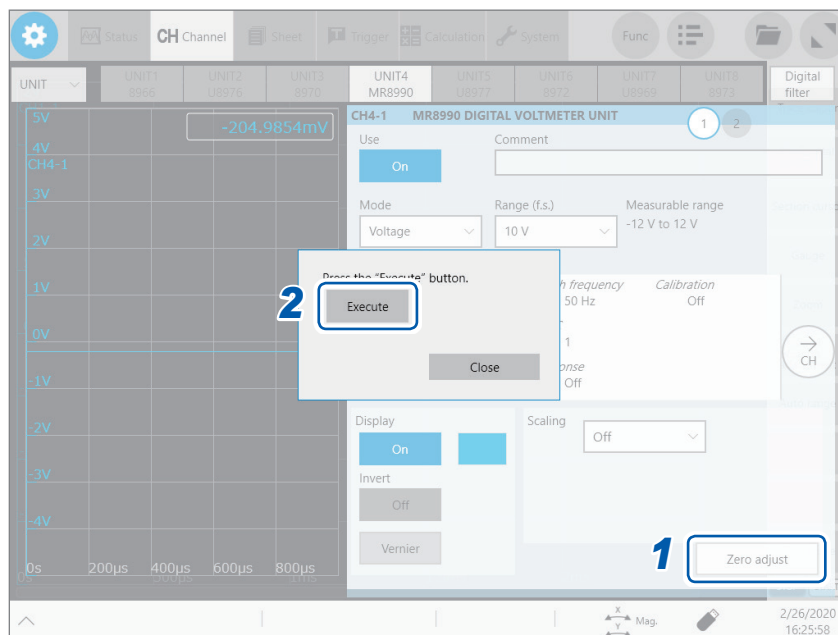 Status CH Channel Sheet Trigger Calculation System Func
UNIT
UNIT1
8966
UNIT2
U8976
UNIT3
8970
UNIT4
MR8990
UNIT5
U8977
UNIT6
8972
UNIT7
U8969
UNIT8
8973
Digital
filter
5V
-204.9854mV
4V
CH4-1
3V
2V
1V
0V
-1V
-2V
-3V
-4V
0s 200µs 400µs 600µs 800µs
0s 500µs 1ms
CH4-1 MR8990 DIGITAL VOLTMETER UNIT
1 2
Use
On
Comment
Mode
Voltage
Range (f.s.)
10 V
Measurable range
-12 V to 12 V
Press the "Execute" button.
2
Execute
Close
frequency
50 Hz
Calibration
Off
1
Off
→
CH
Display
On
Scaling
Off
Invert
Off
Vernier
1
Zero adjust
X
Y
Mag.
2/26/2020
16:25:58